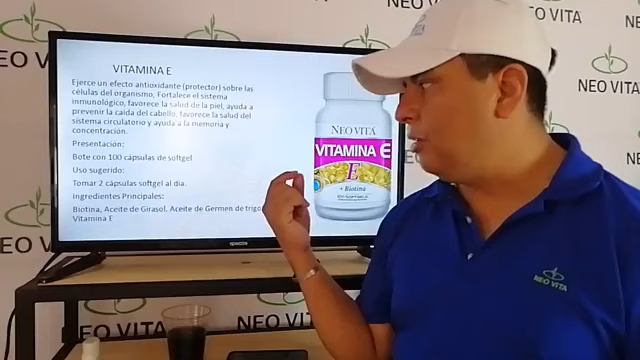 VITAMINA E
Ejerce un efecto antioxidante (protector) sobre las
células del organismo, Fortalece el sistema
inmunológico, favorece la salud de la piel, ayuda a
prevenir la caída del cabello, favorece la salud del
sistema circulatorio y ayuda a la memoria y
concentración.
Presentación:
Bote con 100 cápsulas de softgel
Uso sugerido:
Tomar 2 cápsulas softgel al día.
Ingredientes Principales:
Biotina, Aceite de Girasol, Aceite de Germen de trigo
Vitamina E
NEO VITA
VITAMINA E
E
+ Biotina
NEO VITA
NEO VITA
NEO VITA
NEO VITA
NEO VITA
NEO